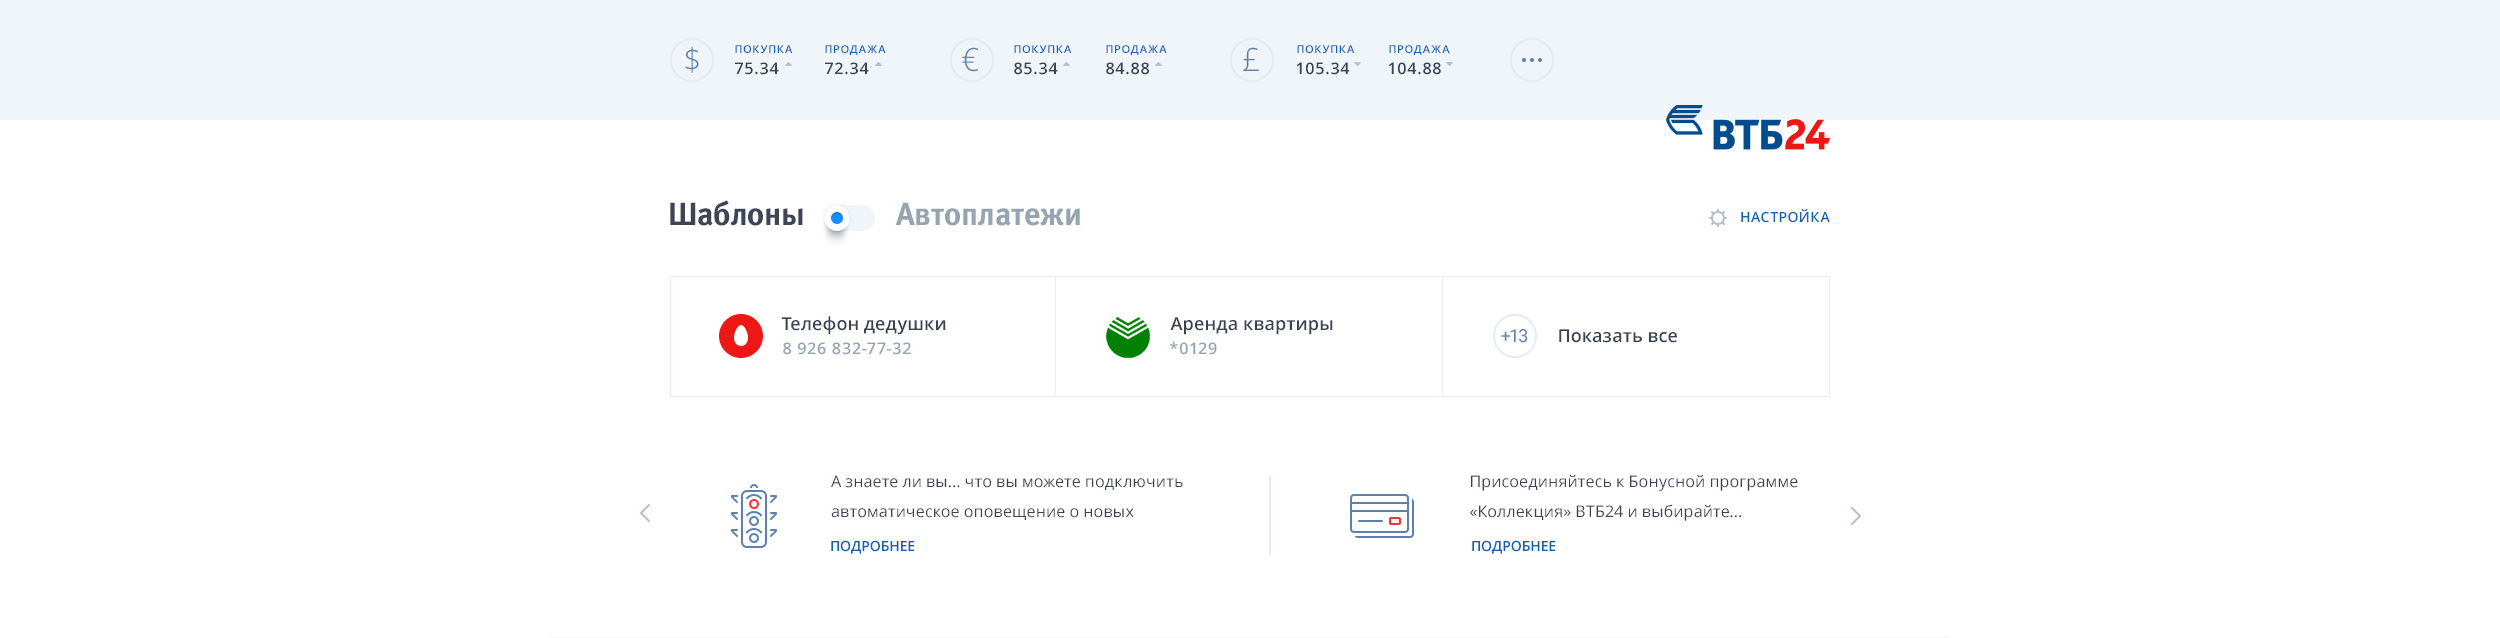 $ ПОКУПКА ПРОДАЖА € ПОКУПКА ПРОДАЖА £ ПОКУПКА ПРОДАЖА
75.34 72.34 85.34 84.88 105.34 104.88
ВТБ24
Шаблоны Автоплатежи НАСТРОЙКА
Телефон дедушки
8 926 832-77-32
Аренда квартиры
*0129
+13 Показать все
А знаете ли вы... что вы можете подключить
автоматическое оповещение о новых
ПОДРОБНЕЕ
Присоединяйтесь к Бонусной программе
«Коллекция» ВТБ24 и выбирайте...
ПОДРОБНЕЕ